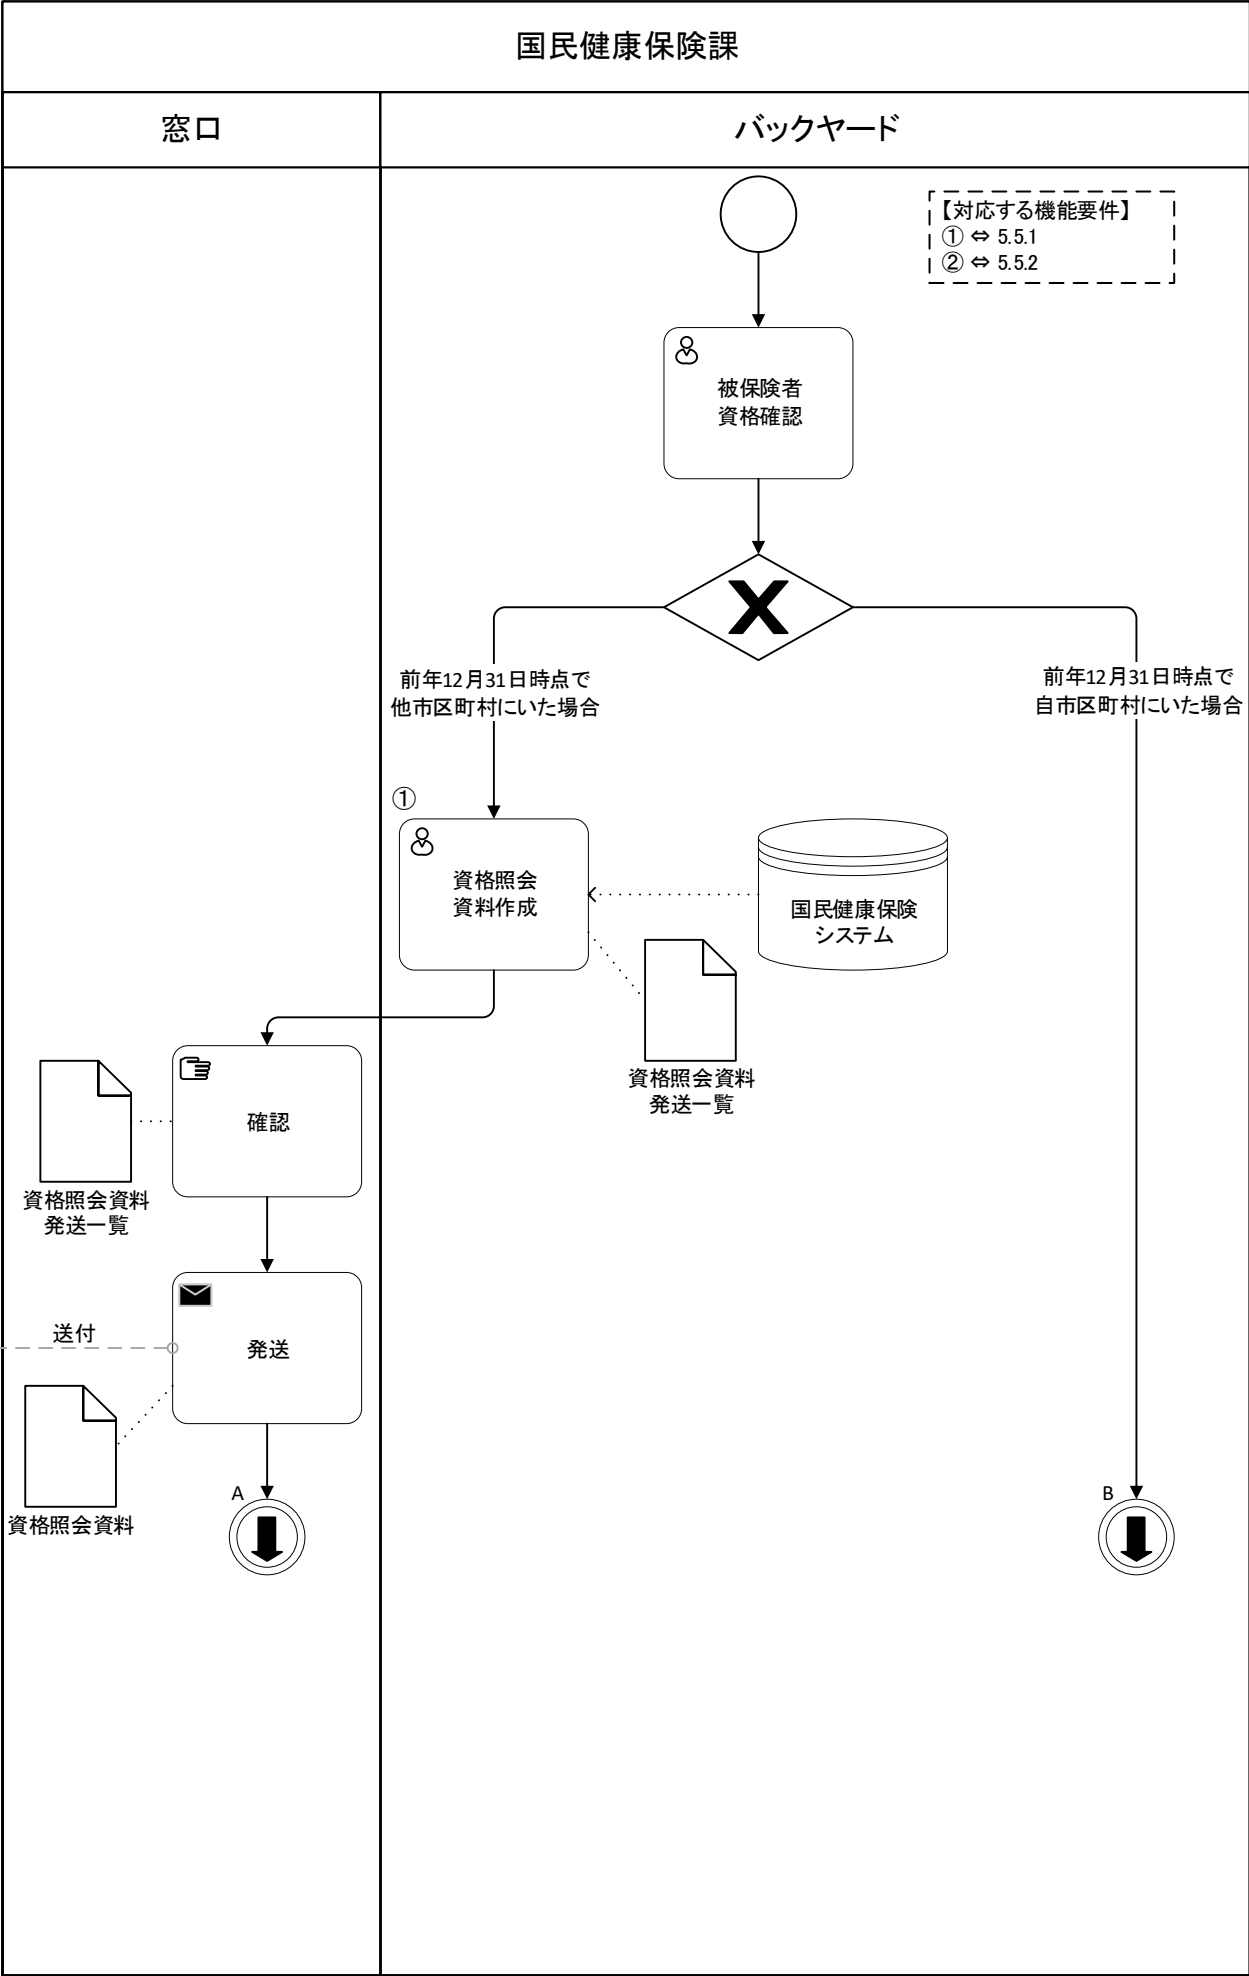 国民健康保険課
窓口
バックヤード
【対応する機能要件】
① ⇔ 5.5.1
② ⇔ 5.5.2
被保険者
資格確認
前年12月31日時点で
他市区町村にいた場合
前年12月31日時点で
自市区町村にいた場合
①
資格照会
資料作成
国民健康保険
システム
資格照会資料
発送一覧
確認
資格照会資料
発送一覧
送付
発送
資格照会資料
A
B